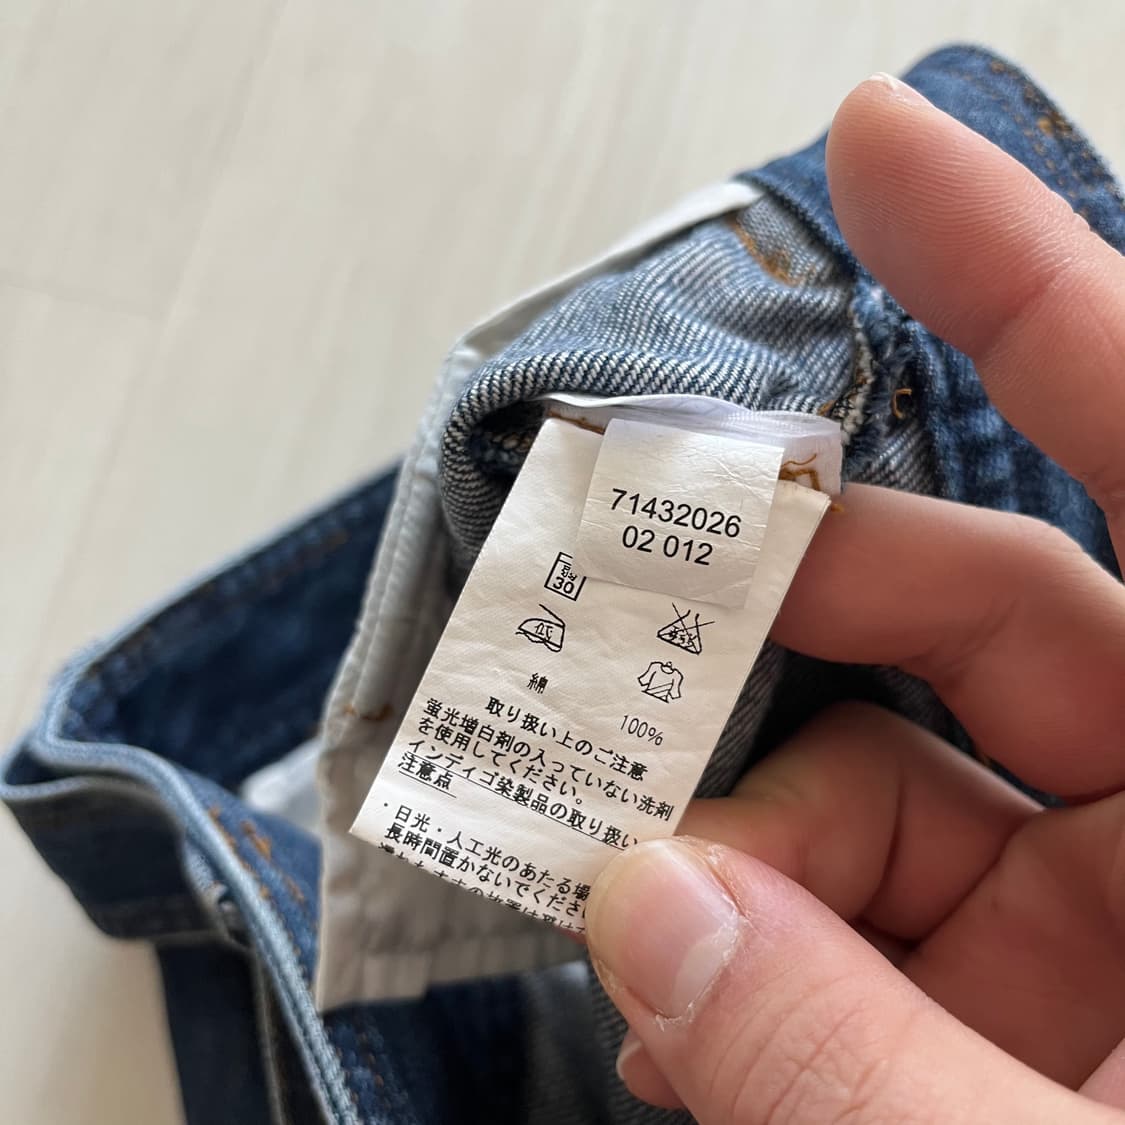 71432026
02 012
30
低
綿 100%
取り扱い上のご注意
蛍光増白剤の入っていない洗剤
を使用してください。
インディゴ染製品の取り扱い
注意点
・日光・人工光のあたる場
長時間置かないでくださ